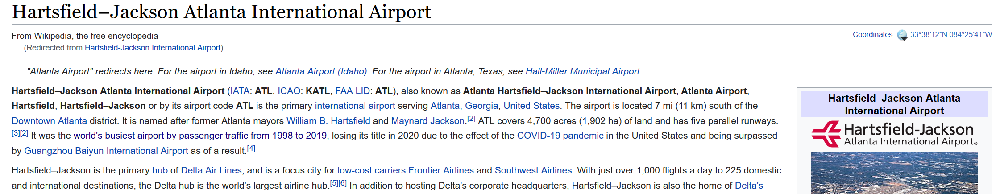 Hartsfield–Jackson Atlanta International Airport
From Wikipedia, the free encyclopedia
Coordinates: 33°38′12″N 084°25′41″W
(Redirected from Hartsfield-Jackson International Airport)
"Atlanta Airport" redirects here. For the airport in Idaho, see Atlanta Airport (Idaho). For the airport in Atlanta, Texas, see Hall-Miller Municipal Airport.
Hartsfield–Jackson Atlanta International Airport (IATA: ATL, ICAO: KATL, FAA LID: ATL), also known as Atlanta Hartsfield–Jackson International Airport, Atlanta Airport,
Hartsfield, Hartsfield–Jackson or by its airport code ATL is the primary international airport serving Atlanta, Georgia, United States. The airport is located 7 mi (11 km) south of the
Downtown Atlanta district. It is named after former Atlanta mayors William B. Hartsfield and Maynard Jackson.[2] ATL covers 4,700 acres (1,902 ha) of land and has five parallel runways.
[3][2] It was the world's busiest airport by passenger traffic from 1998 to 2019, losing its title in 2020 due to the effect of the COVID-19 pandemic in the United States and being surpassed
by Guangzhou Baiyun International Airport as of a result.[4]
Hartsfield–Jackson is the primary hub of Delta Air Lines, and is a focus city for low-cost carriers Frontier Airlines and Southwest Airlines. With just over 1,000 flights a day to 225 domestic
and international destinations, the Delta hub is the world's largest airline hub.[5][6] In addition to hosting Delta's corporate headquarters, Hartsfield–Jackson is also the home of Delta's
Hartsfield–Jackson Atlanta
International Airport
Hartsfield-Jackson
Atlanta International Airport®